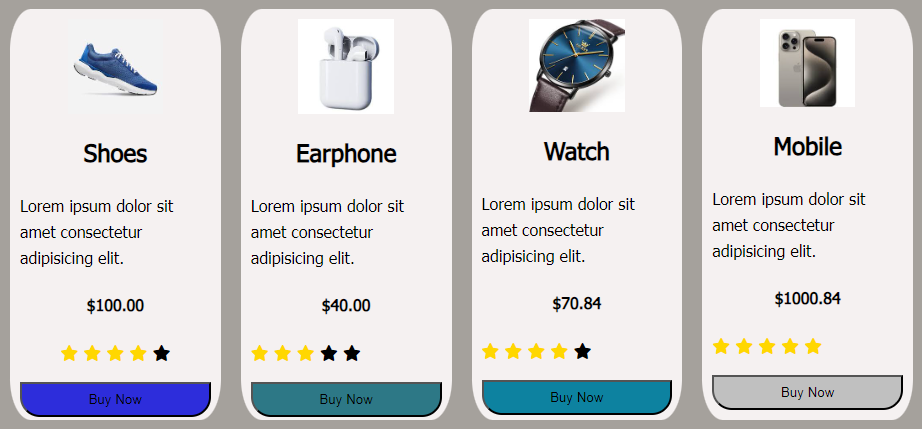 Shoes
Lorem ipsum dolor sit
amet consectetur
adipisicing elit.
$100.00
Buy Now
Earphone
Lorem ipsum dolor sit
amet consectetur
adipisicing elit.
$40.00
Buy Now
Watch
Lorem ipsum dolor sit
amet consectetur
adipisicing elit.
$70.84
Buy Now
Mobile
Lorem ipsum dolor sit
amet consectetur
adipisicing elit.
$1000.84
Buy Now